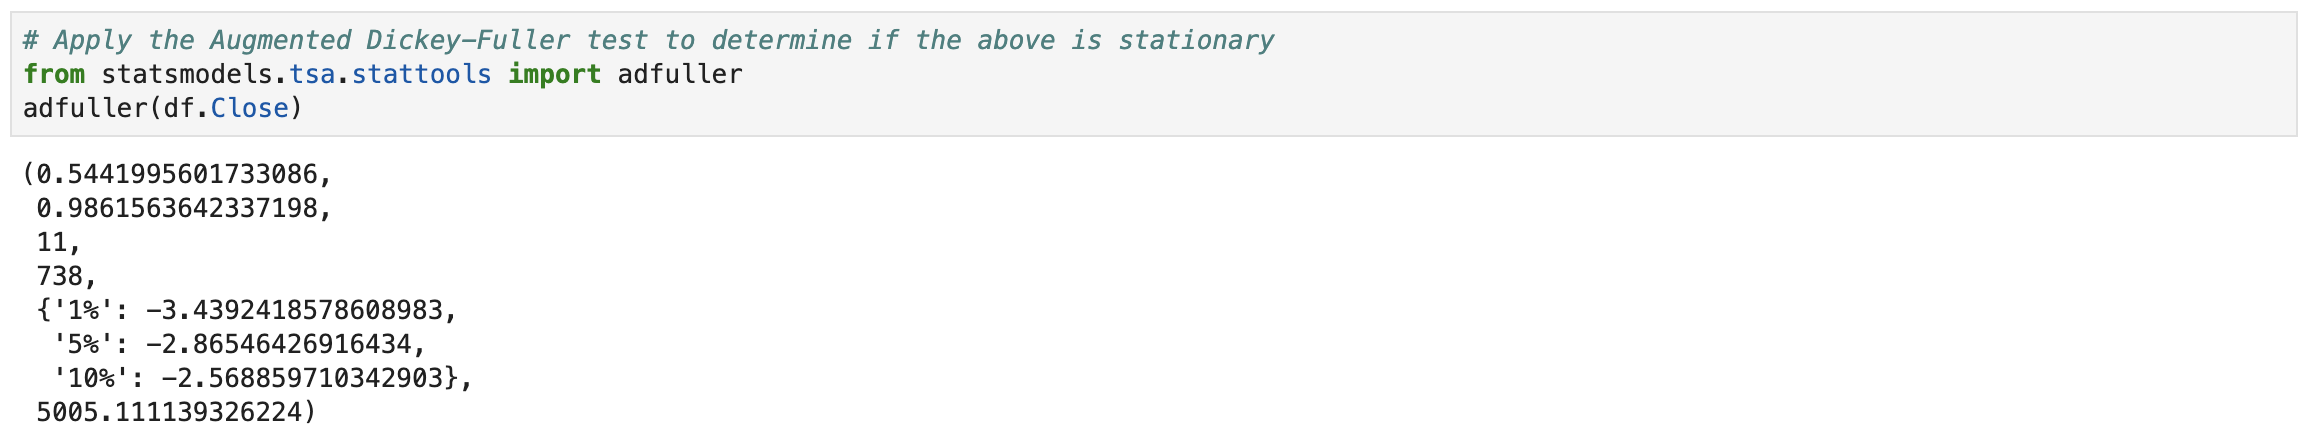 # Apply the Augmented Dickey-Fuller test to determine if the above is stationary
from statsmodels.tsa.stattools import adfuller
adfuller(df.Close)
(0.5441995601733086,
 0.9861563642337198,
 11,
 738,
 {'1%': -3.4392418578608983,
  '5%': -2.86546426916434,
  '10%': -2.568859710342903},
 5005.111139326224)